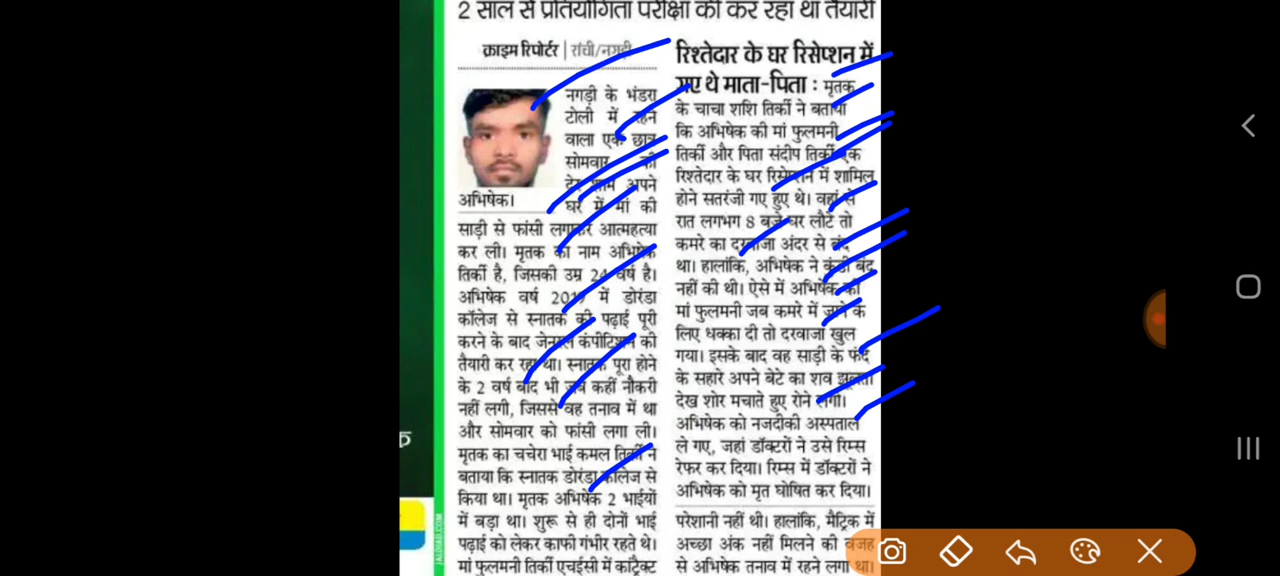 2 साल से प्रतियोगिता परीक्षा की कर रहा था तैयारी
क्राइम रिपोर्टर | रांची/नगड़ी
नगड़ी के भंडरा
टोली में रहने
वाला एक छात्र
सोमवार की
देर शाम अपने
अभिषेक।
घर में मां की
साड़ी से फांसी लगाकर आत्महत्या
कर ली। मृतक का नाम अभिषेक
तिर्की है, जिसकी उम्र 24 वर्ष है।
अभिषेक वर्ष में डोरंडा
कॉलेज से स्नातक की पढ़ाई पूरी
करने के बाद जेनरल कंपीटिशन की
तैयारी कर रहा था। स्नातक पूरा होने
के 2 वर्ष बाद भी जब कहीं नौकरी
नहीं लगी, जिससे वह तनाव में था
और सोमवार को फांसी लगा ली।
मृतक का चचेरा भाई कमल तिर्की ने
बताया कि स्नातक डोरंडा कॉलेज से
किया था। मृतक अभिषेक 2 भाईयों
में बड़ा था। शुरू से ही दोनों भाई
पढ़ाई को लेकर काफी गंभीर रहते थे।
मां फुलमनी तिर्की एचईसी में कांट्रैक्ट
रिश्तेदार के घर रिसेप्शन में
गए थे माता-पिता : मृतक
के चाचा शशि तिर्की ने बताया
कि अभिषेक की मां फुलमनी
तिर्की और पिता संदीप तिर्की एक
रिश्तेदार के घर रिसेप्शन में शामिल
होने सतरंजी गए हुए थे। वहां से
रात लगभग 8 बजे घर लौटे तो
कमरे का दरवाजा अंदर से बंद
था। हालांकि, अभिषेक ने कुंडी बंद
नहीं की थी। ऐसे में अभिषेक की
मां फुलमनी जब कमरे में जाने के
लिए धक्का दी तो दरवाजा खुल
गया। इसके बाद वह साड़ी के फंदे
के सहारे अपने बेटे का शव झूलता
देख शोर मचाते हुए रोने लगी।
अभिषेक को नजदीकी अस्पताल
ले गए, जहां डॉक्टरों ने उसे रिम्स
रेफर कर दिया। रिम्स में डॉक्टरों ने
अभिषेक को मृत घोषित कर दिया।
परेशानी नहीं थी। हालांकि, मैट्रिक में
अच्छा अंक नहीं मिलने की वजह
से अभिषेक तनाव में रहने लगा था।